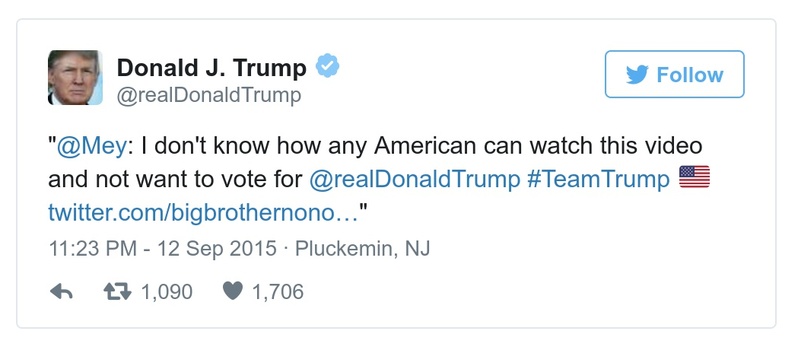 Donald J. Trump
@realDonaldTrump
Follow
"@Mey: I don't know how any American can watch this video
and not want to vote for @realDonaldTrump #TeamTrump 🇺🇸
twitter.com/bigbrothernono…"
11:23 PM - 12 Sep 2015 · Pluckemin, NJ
1,090 1,706